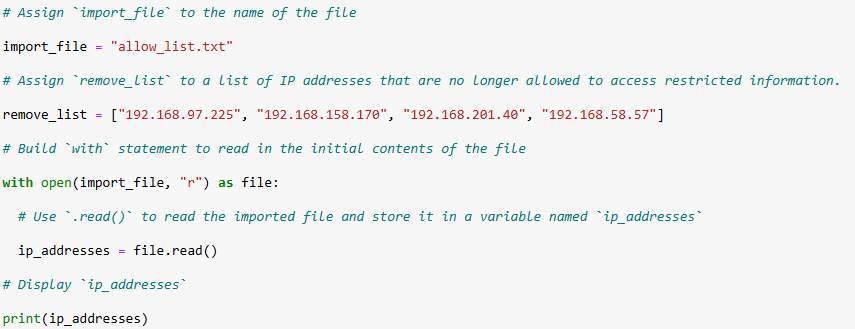 # Assign `import_file` to the name of the file
import_file = "allow_list.txt"
# Assign `remove_list` to a list of IP addresses that are no longer allowed to access restricted information.
remove_list = ["192.168.97.225", "192.168.158.170", "192.168.201.40", "192.168.58.57"]
# Build `with` statement to read in the initial contents of the file
with open(import_file, "r") as file:
  # Use `.read()` to read the imported file and store it in a variable named `ip_addresses`
  ip_addresses = file.read()
# Display `ip_addresses`
print(ip_addresses)